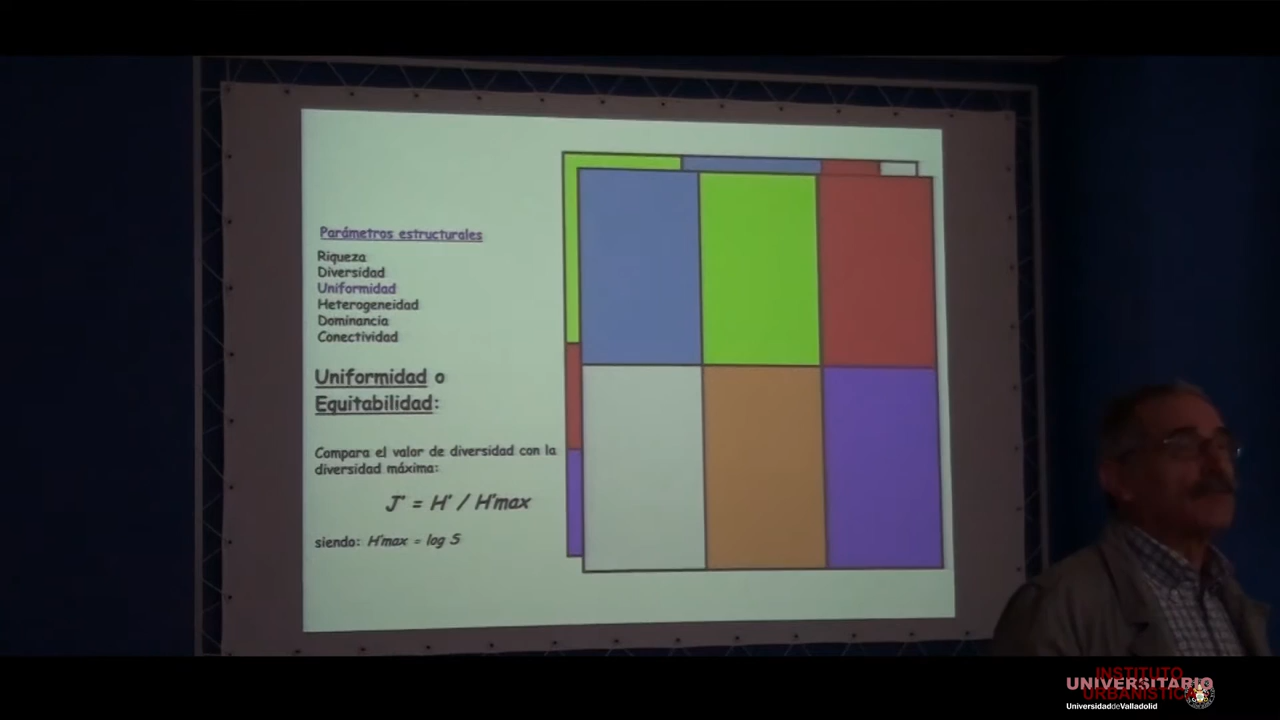 Parámetros estructurales
Riqueza
Diversidad
Uniformidad
Heterogeneidad
Dominancia
Conectividad
Uniformidad o
Equitabilidad:
Compara el valor de diversidad con la
diversidad máxima:
J' = H' / H'max
siendo: H'max = log S
INSTITUTO
UNIVERSITARIO
URBANÍSTICA
UniversidaddeValladolid